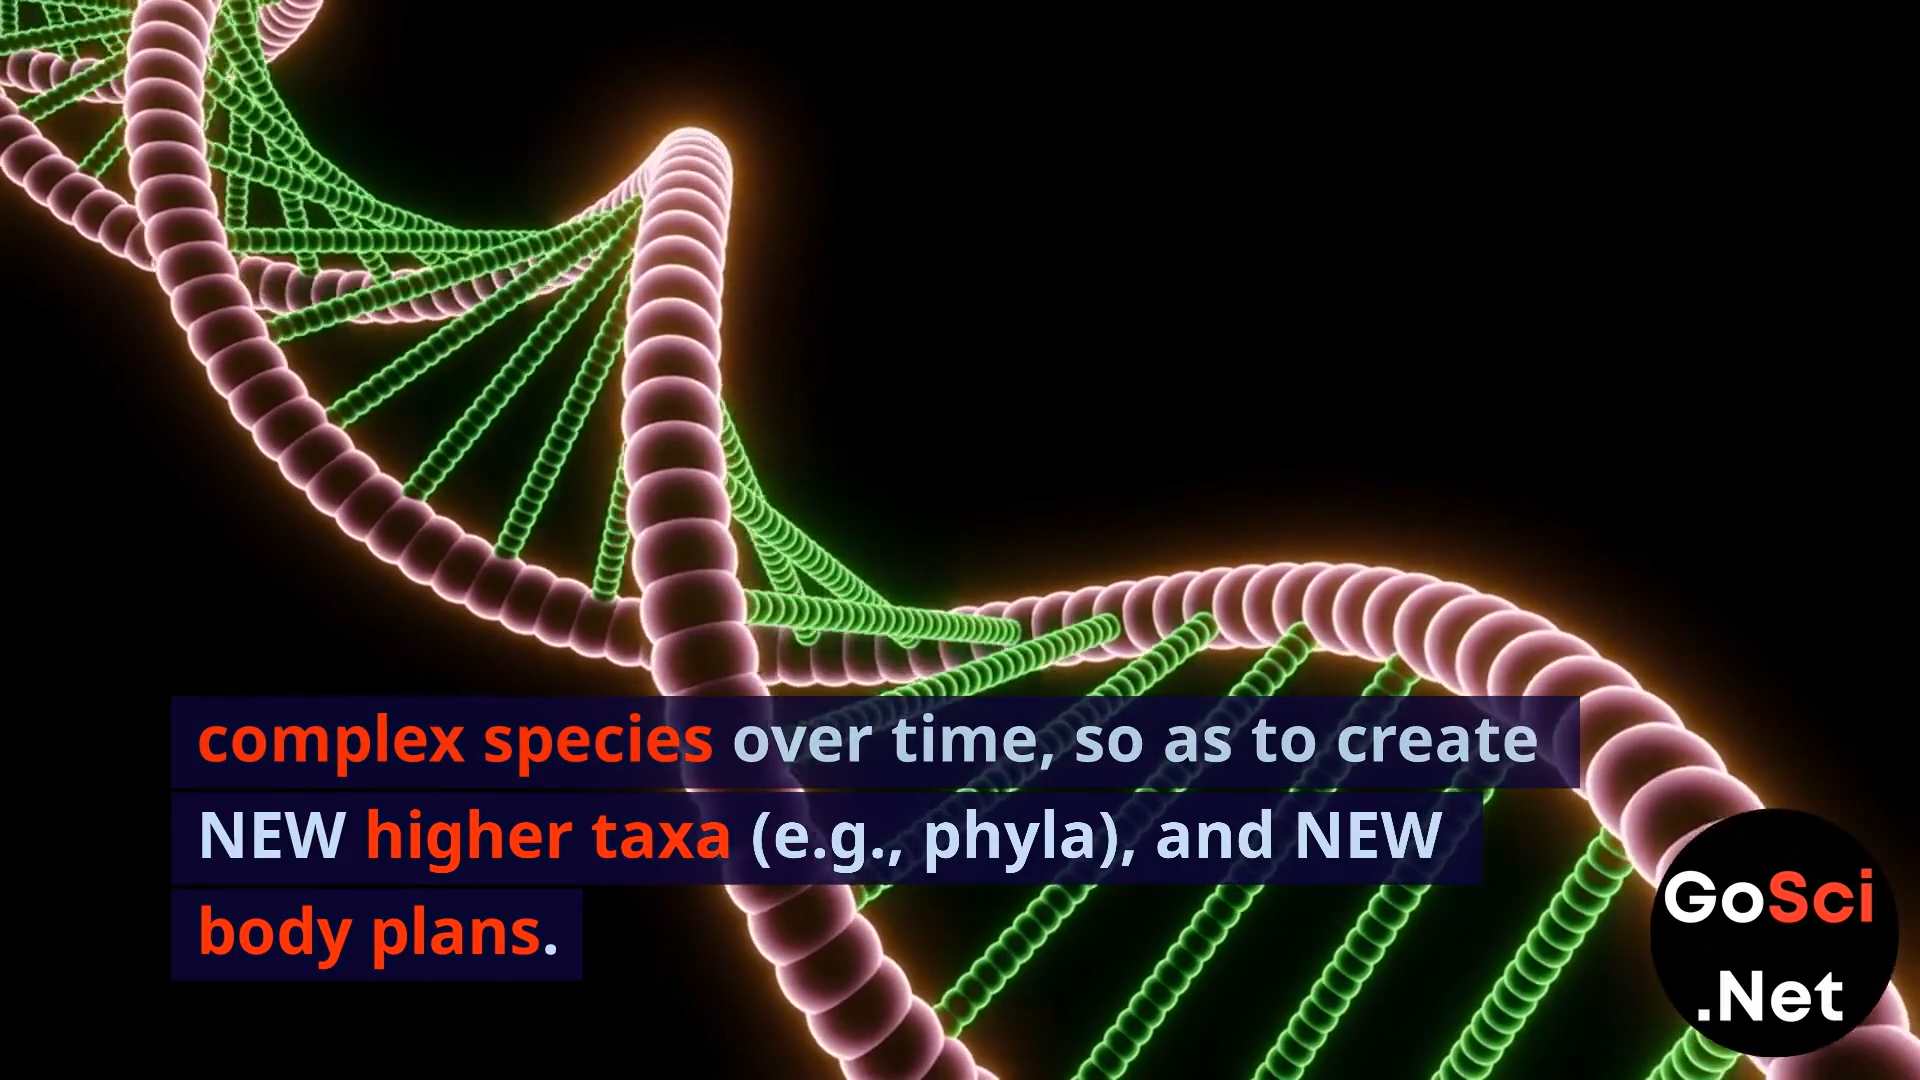 complex species over time, so as to create
NEW higher taxa (e.g., phyla), and NEW
body plans.
GoSci
.Net